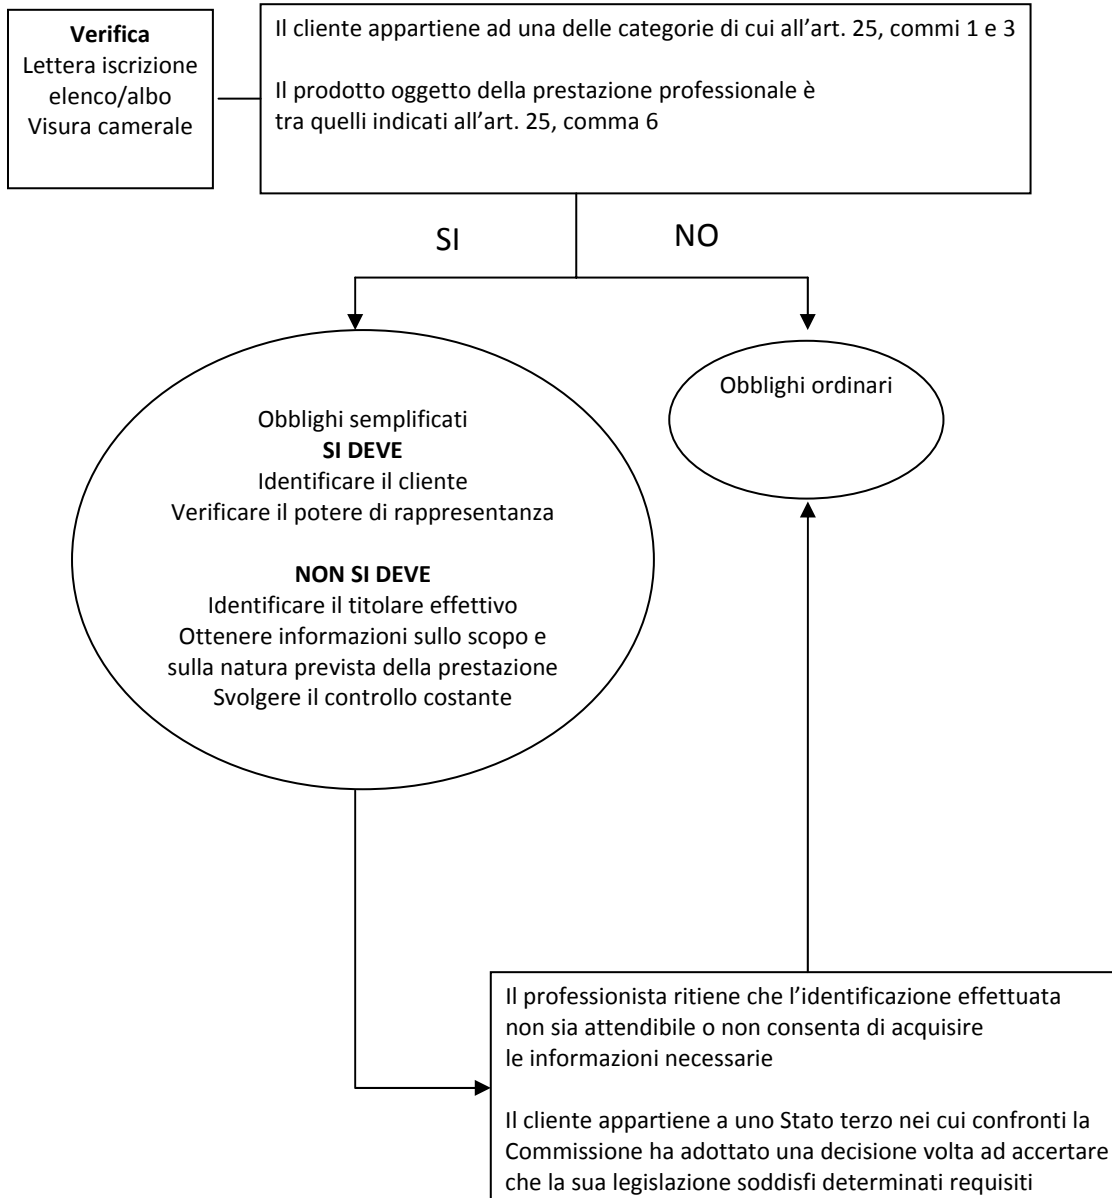 Verifica
Lettera iscrizione
elenco/albo
Visura camerale
Il cliente appartiene ad una delle categorie di cui all’art. 25, commi 1 e 3
Il prodotto oggetto della prestazione professionale è
tra quelli indicati all’art. 25, comma 6
SI
NO
Obblighi semplificati
SI DEVE
Identificare il cliente
Verificare il potere di rappresentanza
NON SI DEVE
Identificare il titolare effettivo
Ottenere informazioni sullo scopo e
sulla natura prevista della prestazione
Svolgere il controllo costante
Obblighi ordinari
Il professionista ritiene che l’identificazione effettuata
non sia attendibile o non consenta di acquisire
le informazioni necessarie
Il cliente appartiene a uno Stato terzo nei cui confronti la
Commissione ha adottato una decisione volta ad accertare
che la sua legislazione soddisfi determinati requisiti